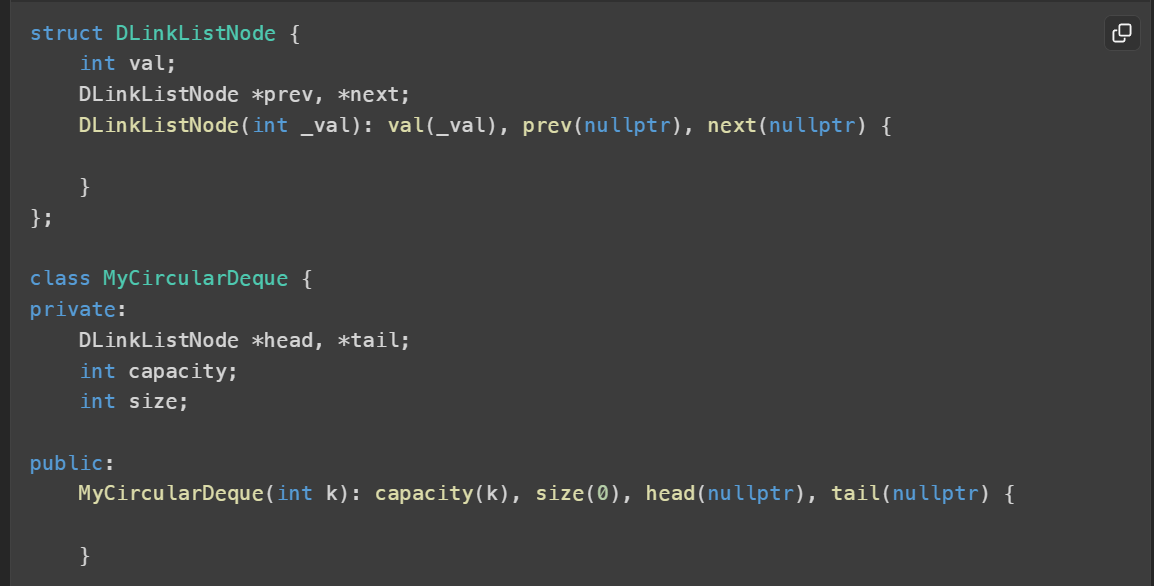 struct DLinkListNode {
    int val;
    DLinkListNode *prev, *next;
    DLinkListNode(int _val): val(_val), prev(nullptr), next(nullptr) {
    }
};
class MyCircularDeque {
private:
    DLinkListNode *head, *tail;
    int capacity;
    int size;
public:
    MyCircularDeque(int k): capacity(k), size(0), head(nullptr), tail(nullptr) {
    }